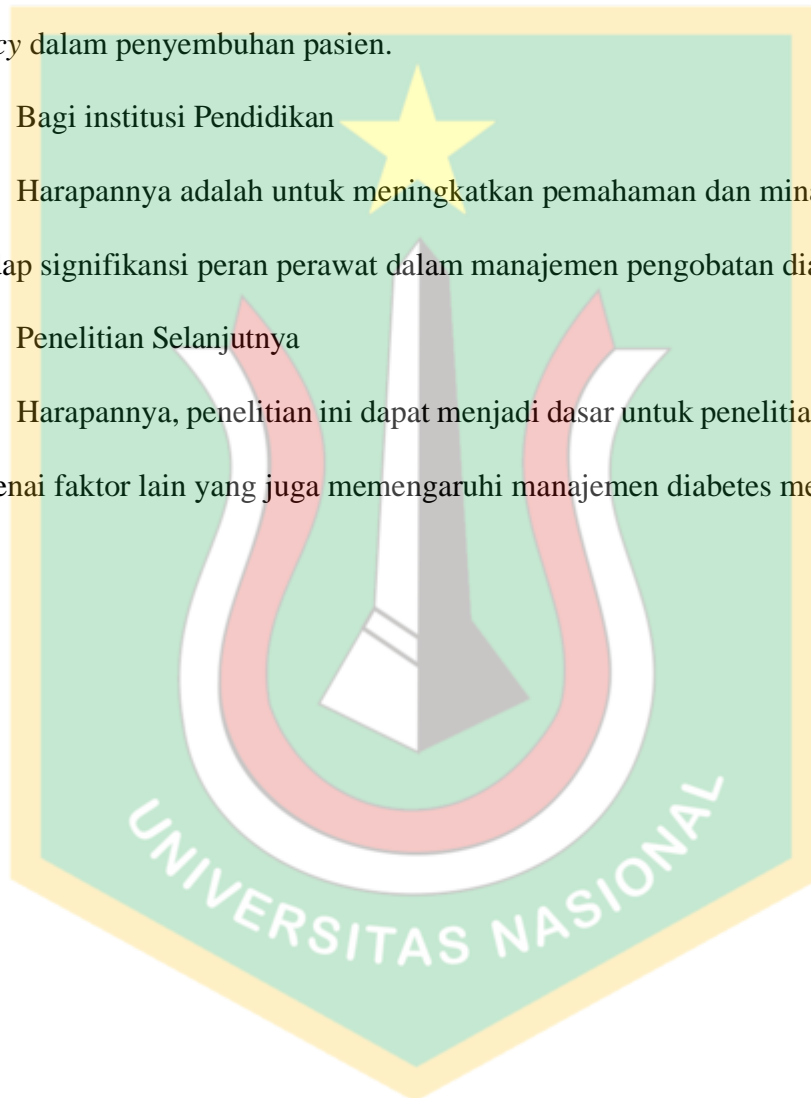 cy dalam penyembuhan pasien.
Bagi institusi Pendidikan
Harapannya adalah untuk meningkatkan pemahaman dan mina
ap signifikansi peran perawat dalam manajemen pengobatan dia
Penelitian Selanjutnya
Harapannya, penelitian ini dapat menjadi dasar untuk penelitia
enai faktor lain yang juga memengaruhi manajemen diabetes me
UNIVERSITAS NASIONAL